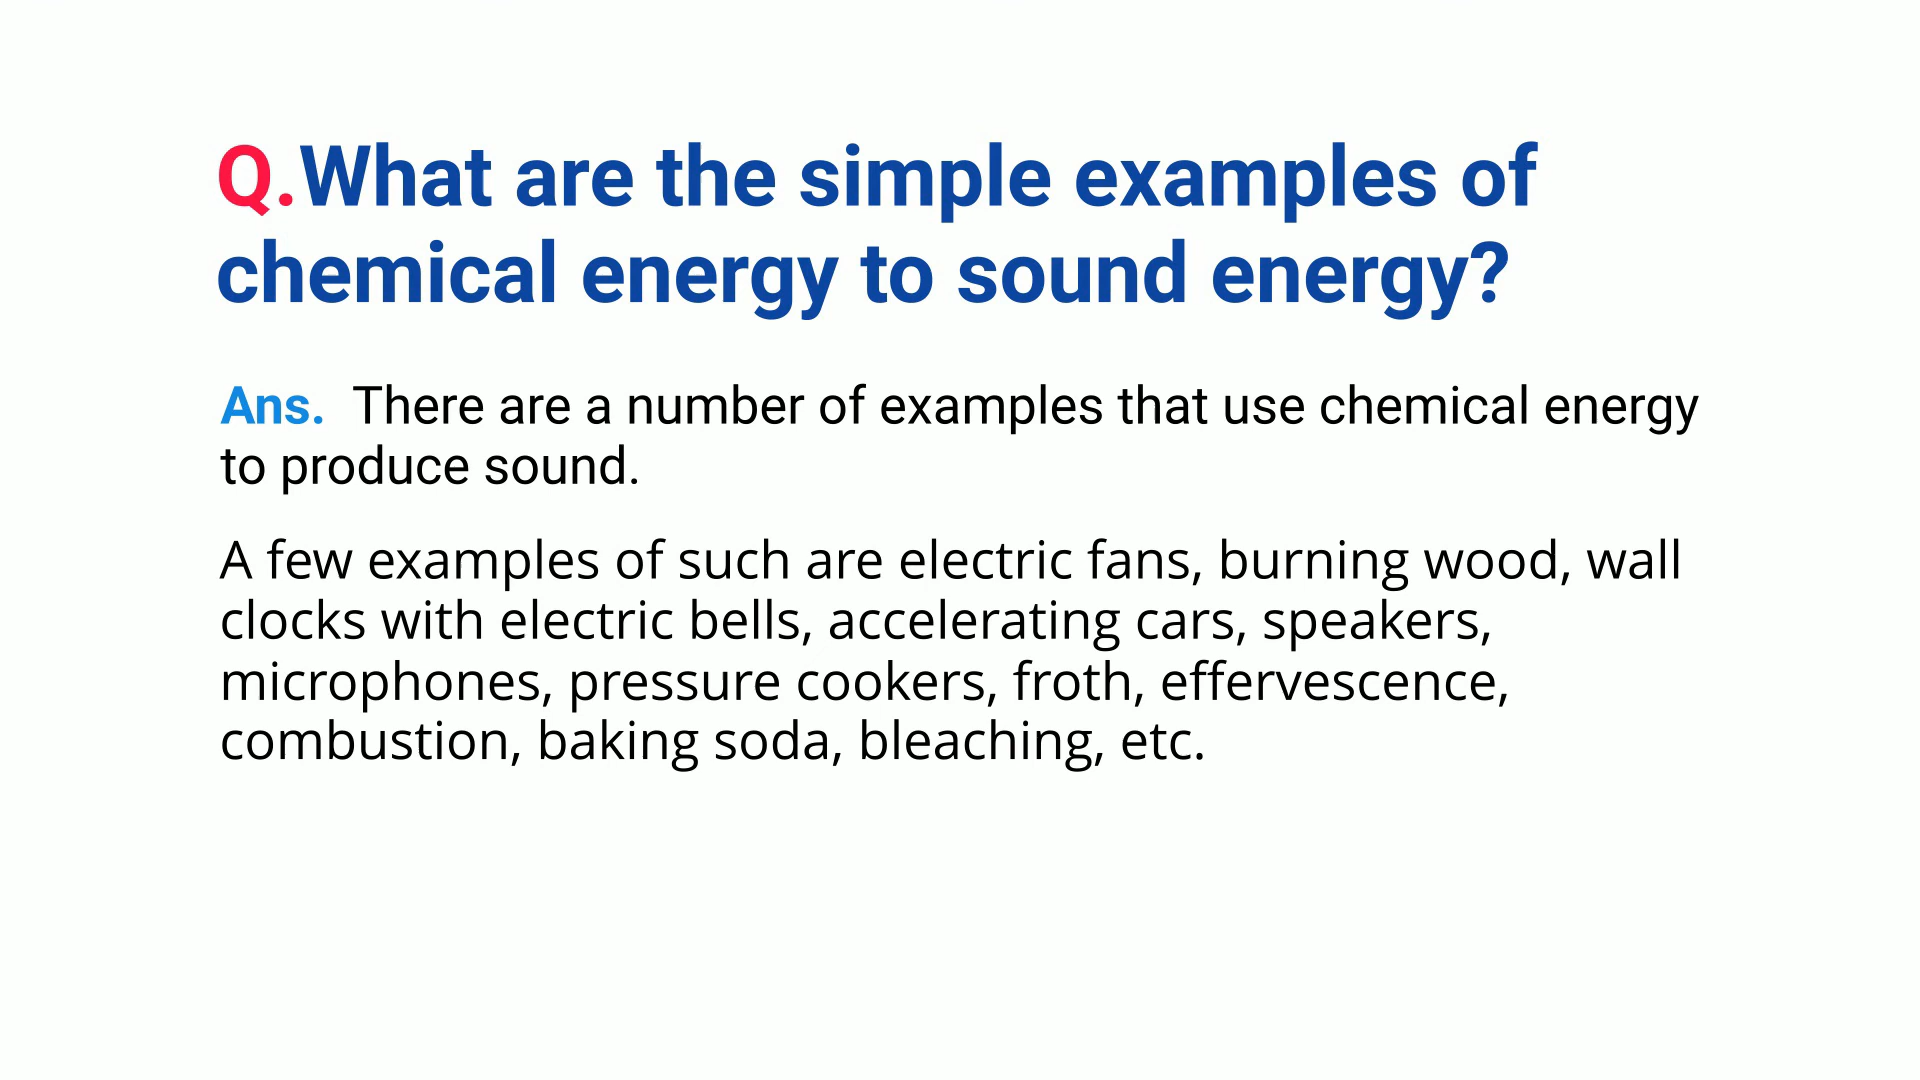 Q.What are the simple examples of
chemical energy to sound energy?
Ans. There are a number of examples that use chemical energy
to produce sound.
A few examples of such are electric fans, burning wood, wall
clocks with electric bells, accelerating cars, speakers,
microphones, pressure cookers, froth, effervescence,
combustion, baking soda, bleaching, etc.